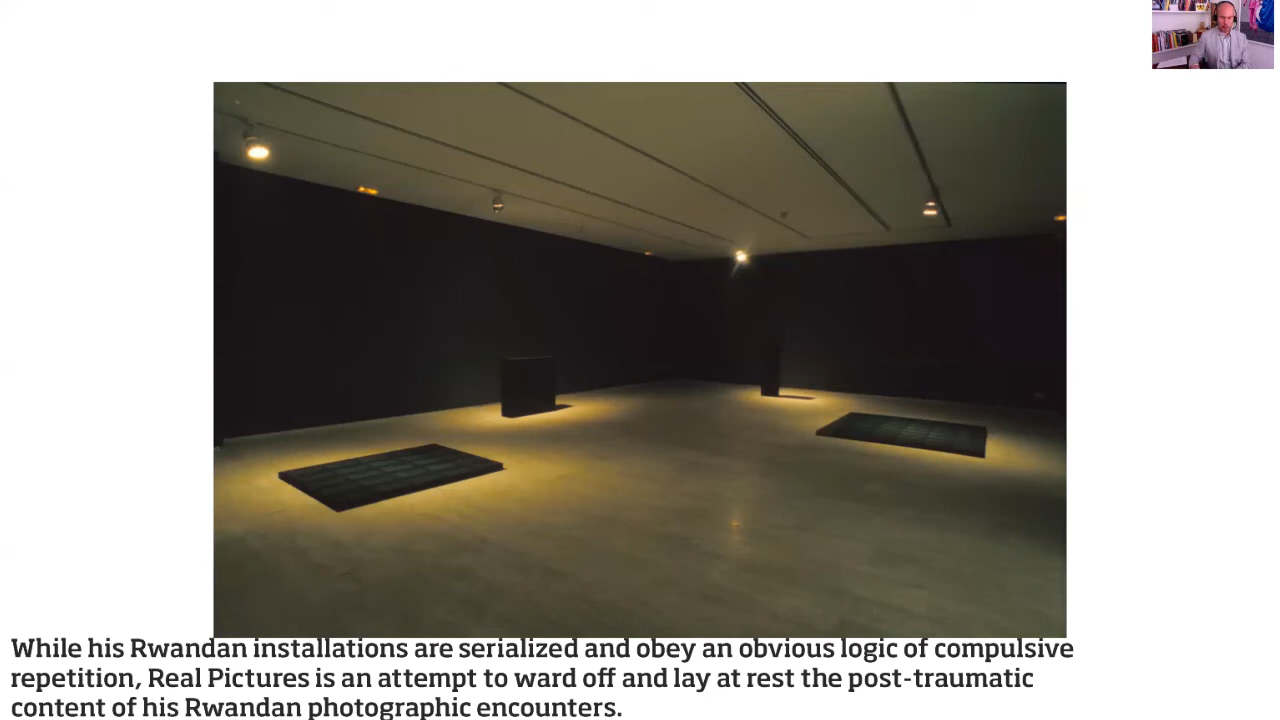 While his Rwandan installations are serialized and obey an obvious logic of compulsive
repetition, Real Pictures is an attempt to ward off and lay at rest the post-traumatic
content of his Rwandan photographic encounters.